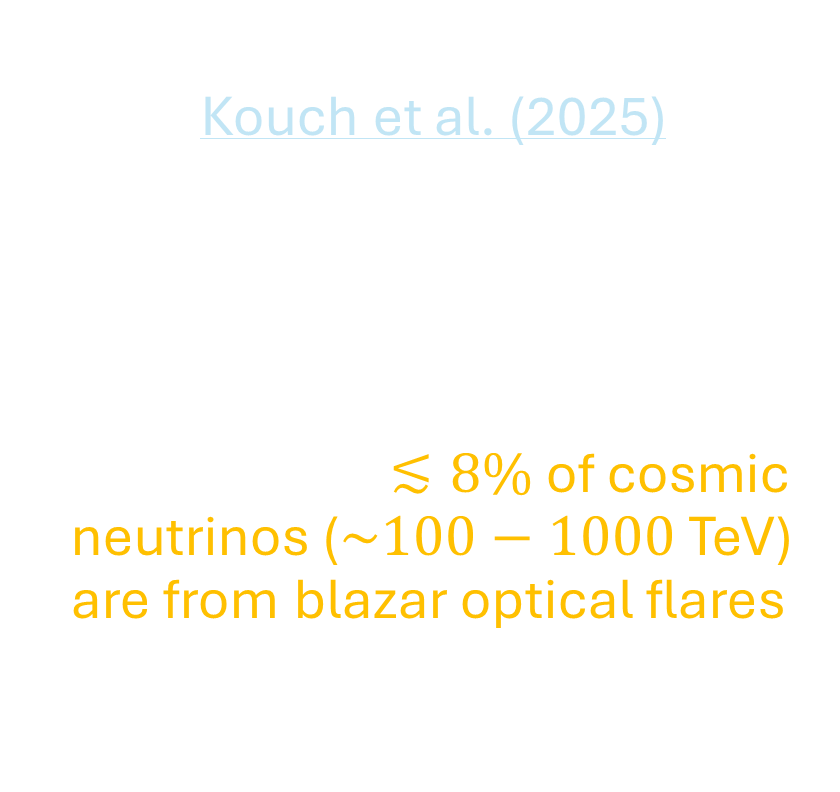 Kouch et al. (2025)
≲ 8% of cosmic
neutrinos (~100 − 1000 TeV)
are from blazar optical flares